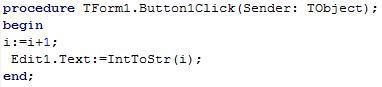 procedure TForm1.Button1Click(Sender: TObject);
begin
i:=i+1;
Edit1.Text:=IntToStr(i);
end;